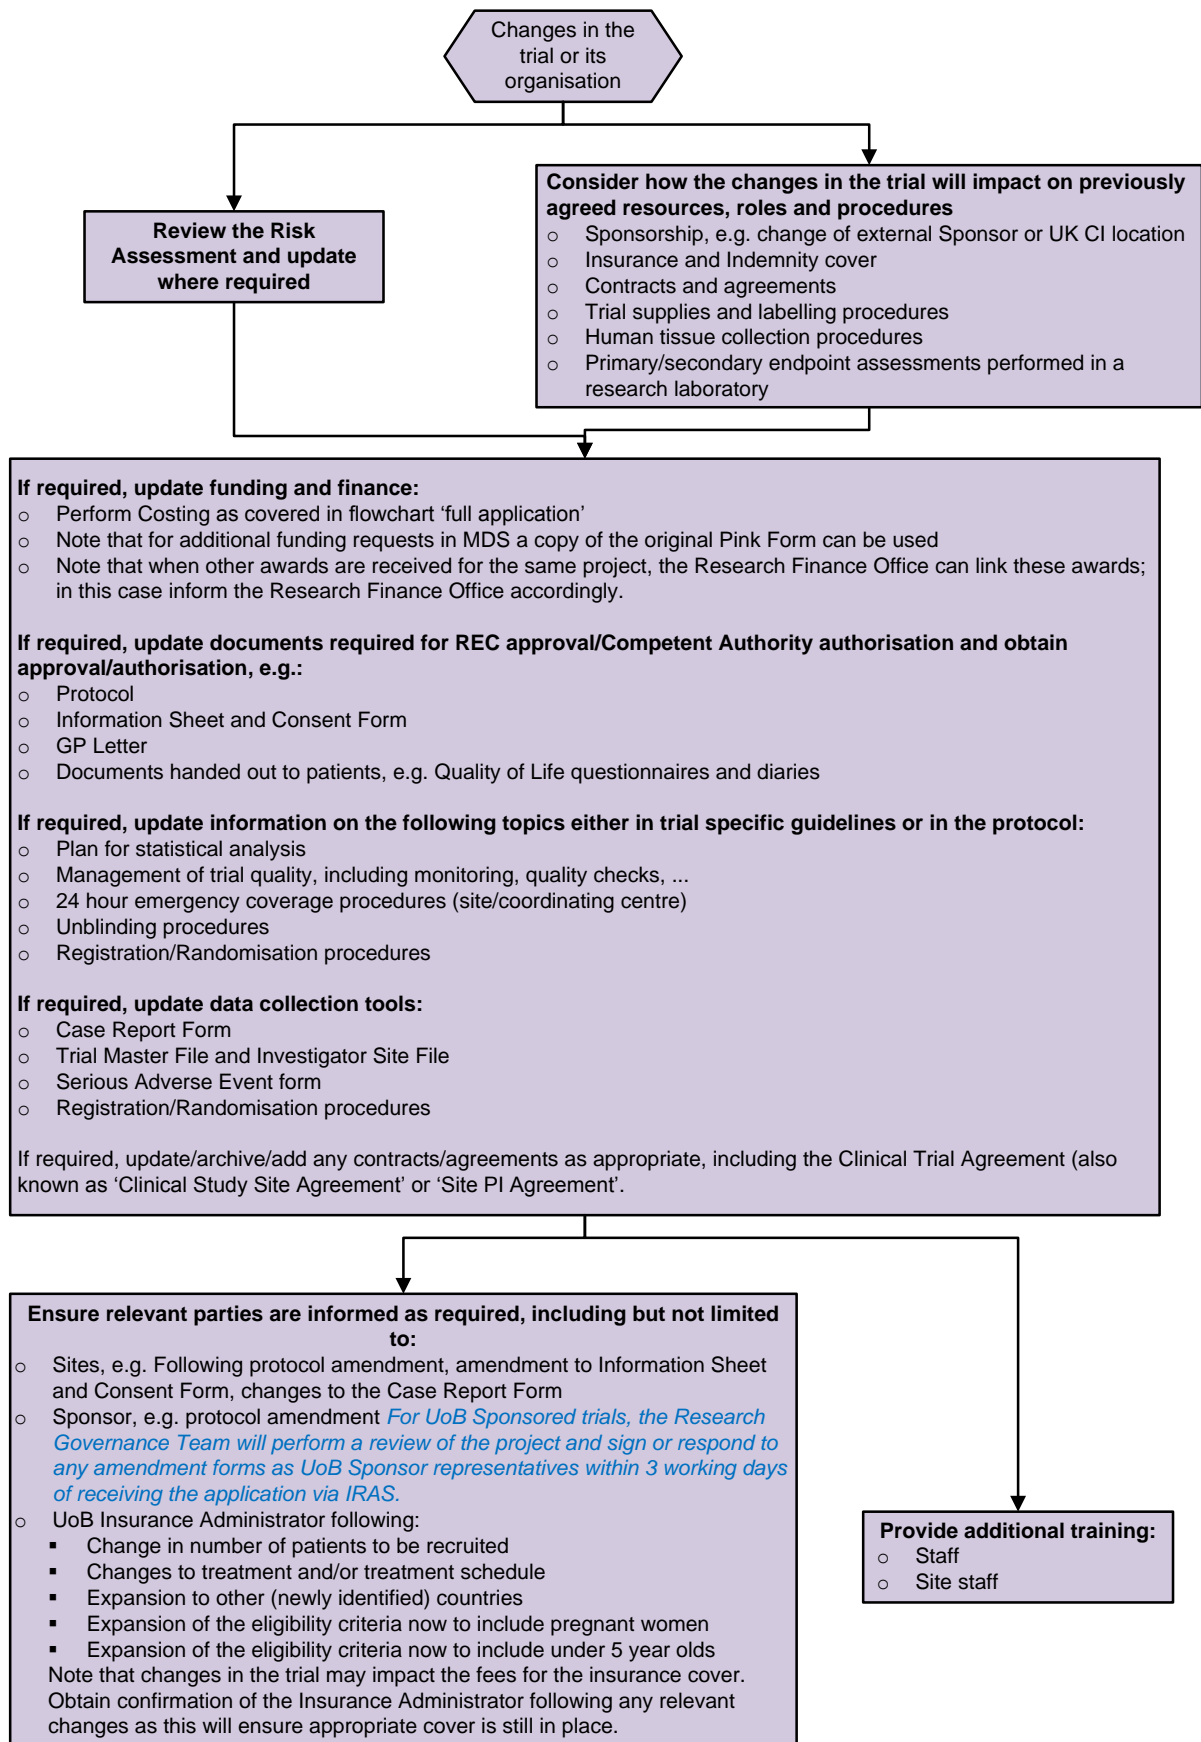 Changes in the
trial or its
organisation
Review the Risk
Assessment and update
where required
Consider how the changes in the trial will impact on previously
agreed resources, roles and procedures
o Sponsorship, e.g. change of external Sponsor or UK CI location
o Insurance and Indemnity cover
o Contracts and agreements
o Trial supplies and labelling procedures
o Human tissue collection procedures
o Primary/secondary endpoint assessments performed in a
research laboratory
If required, update funding and finance:
o Perform Costing as covered in flowchart ‘full application’
o Note that for additional funding requests in MDS a copy of the original Pink Form can be used
o Note that when other awards are received for the same project, the Research Finance Office can link these awards;
in this case inform the Research Finance Office accordingly.
If required, update documents required for REC approval/Competent Authority authorisation and obtain
approval/authorisation, e.g.:
o Protocol
o Information Sheet and Consent Form
o GP Letter
o Documents handed out to patients, e.g. Quality of Life questionnaires and diaries
If required, update information on the following topics either in trial specific guidelines or in the protocol:
o Plan for statistical analysis
o Management of trial quality, including monitoring, quality checks, ...
o 24 hour emergency coverage procedures (site/coordinating centre)
o Unblinding procedures
o Registration/Randomisation procedures
If required, update data collection tools:
o Case Report Form
o Trial Master File and Investigator Site File
o Serious Adverse Event form
o Registration/Randomisation procedures
If required, update/archive/add any contracts/agreements as appropriate, including the Clinical Trial Agreement (also
known as ‘Clinical Study Site Agreement’ or ‘Site PI Agreement’.
Ensure relevant parties are informed as required, including but not limited
to:
o Sites, e.g. Following protocol amendment, amendment to Information Sheet
and Consent Form, changes to the Case Report Form
o Sponsor, e.g. protocol amendment For UoB Sponsored trials, the Research
Governance Team will perform a review of the project and sign or respond to
any amendment forms as UoB Sponsor representatives within 3 working days
of receiving the application via IRAS.
o UoB Insurance Administrator following:
▪ Change in number of patients to be recruited
▪ Changes to treatment and/or treatment schedule
▪ Expansion to other (newly identified) countries
▪ Expansion of the eligibility criteria now to include pregnant women
▪ Expansion of the eligibility criteria now to include under 5 year olds
Note that changes in the trial may impact the fees for the insurance cover.
Obtain confirmation of the Insurance Administrator following any relevant
changes as this will ensure appropriate cover is still in place.
Provide additional training:
o Staff
o Site staff